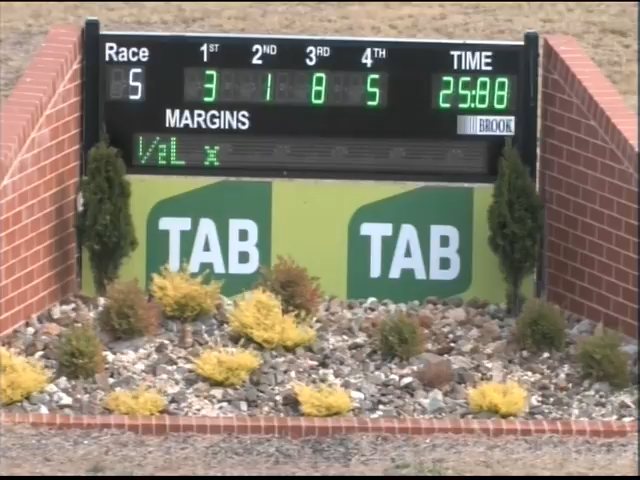 Race 1ST 2ND 3RD 4TH TIME
5 3 1 8 5 25:88
MARGINS BROOK
1/2L x
TAB TAB